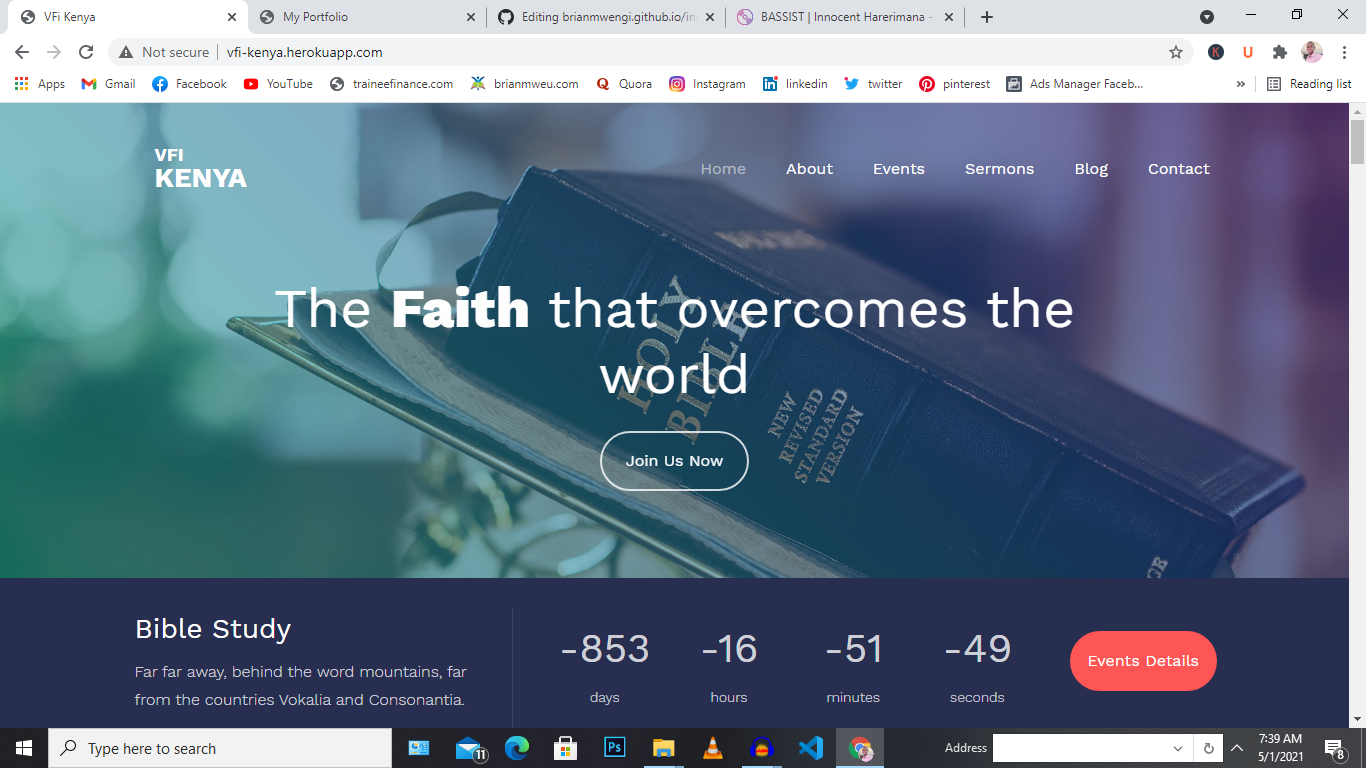 VFi Kenya
My Portfolio
Editing brianmwengi.github.io/in
BASSIST | Innocent Harerimana -
Not secure
vfi-kenya.herokuapp.com
Apps
Gmail
Facebook
YouTube
traineefinance.com
brianmweu.com
Quora
Instagram
linkedin
twitter
pinterest
Ads Manager Faceb...
Reading list
VFI
KENYA
Home
About
Events
Sermons
Blog
Contact
The Faith that overcomes the
world
HOLY
BIBLE
NEW
REVISED
STANDARD
VERSION
Join Us Now
Bible Study
Far far away, behind the word mountains, far
from the countries Vokalia and Consonantia.
-853
days
-16
hours
-51
minutes
-49
seconds
Events Details
Type here to search
11
Ps
Address
7:39 AM
5/1/2021
8